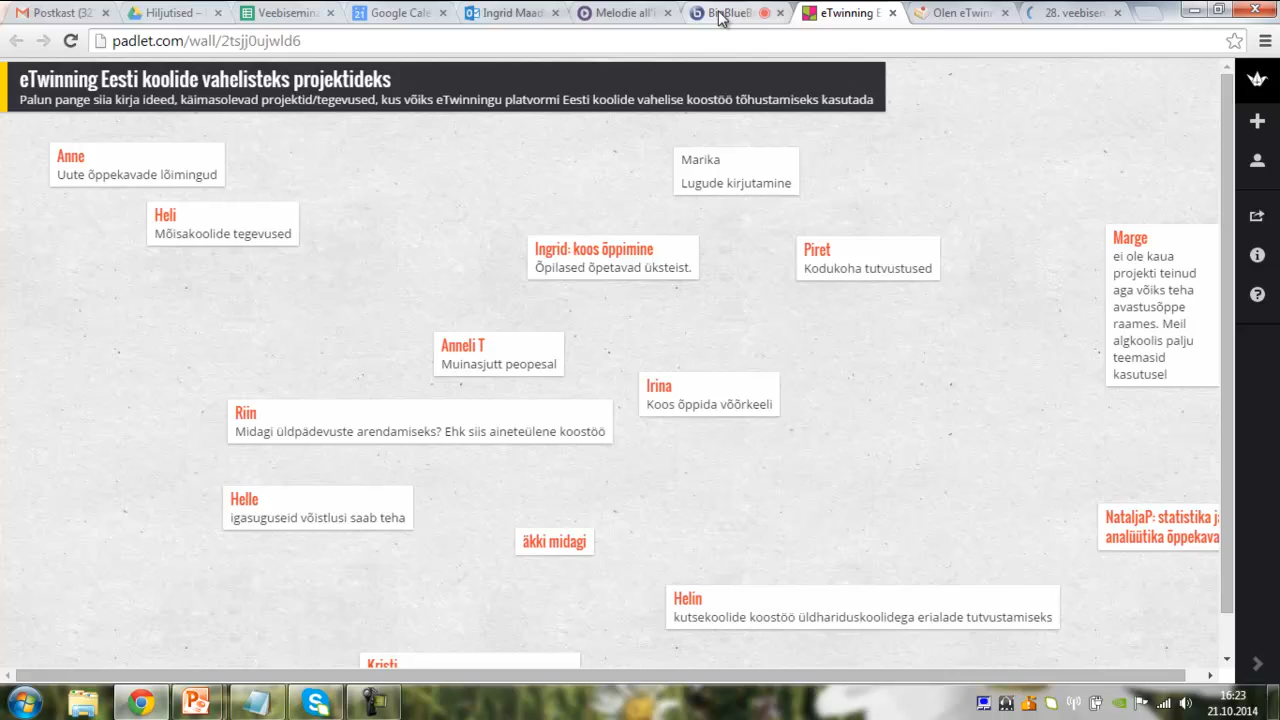 Postkast (32
Hiljutised –
Veebisemina
Google Cale
Ingrid Maad
Melodie all'i
BigBlueB
eTwinning E
Olen eTwinn
28. veebiser
padlet.com/wall/2tsjj0ujwld6
eTwinning Eesti koolide vahelisteks projektideks
Palun pange siia kirja ideed, käimasolevad projektid/tegevused, kus võiks eTwinningu platvormi Eesti koolide vahelise koostöö tõhustamiseks kasutada
Anne
Uute õppekavade lõimingud
Marika
Lugude kirjutamine
Heli
Mõisakoolide tegevused
Ingrid: koos õppimine
Õpilased õpetavad üksteist.
Piret
Kodukoha tutvustused
Marge
ei ole kaua
projekti teinud
aga võiks teha
avastusõppe
raames. Meil
algkoolis palju
teemasid
kasutusel
Anneli T
Muinasjutt peopesal
Irina
Koos õppida võõrkeeli
Riin
Midagi üldpädevuste arendamiseks? Ehk siis aineteülene koostöö
Helle
igasuguseid võistlusi saab teha
äkki midagi
NataljaP: statistika ja
analüütika õppekava
Helin
kutsekoolide koostöö üldhariduskoolidega erialade tutvustamiseks
Kristi
16:23
21.10.2014